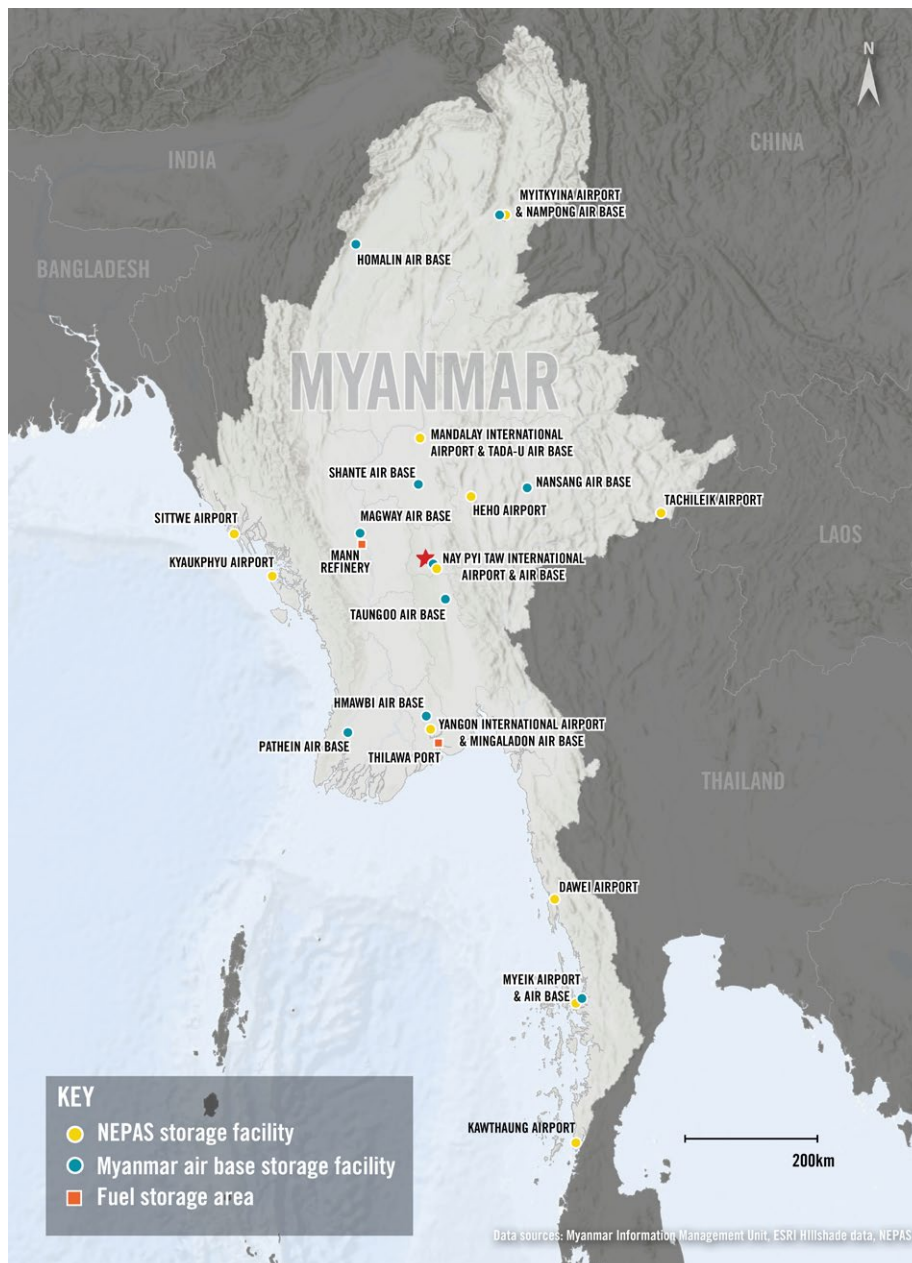 N
CHINA
INDIA
MYITKYINA AIRPORT
& NAMPONG AIR BASE
HOMALIN AIR BASE
BANGLADESH
MYANMAR
MANDALAY INTERNATIONAL
AIRPORT & TADA-U AIR BASE
SHANTE AIR BASE
NANSANG AIR BASE
HEHO AIRPORT
TACHILEIK AIRPORT
SITTWE AIRPORT
MAGWAY AIR BASE
LAOS
MANN
REFINERY
KYAUKPHYU AIRPORT
NAY PYI TAW INTERNATIONAL
AIRPORT & AIR BASE
TAUNGOO AIR BASE
HMAWBI AIR BASE
YANGON INTERNATIONAL AIRPORT
& MINGALADON AIR BASE
PATHEIN AIR BASE
THILAWA PORT
THAILAND
DAWEI AIRPORT
MYEIK AIRPORT
& AIR BASE
KAWTHAUNG AIRPORT
200km
KEY
NEPAS storage facility
Myanmar air base storage facility
Fuel storage area
Data sources: Myanmar Information Management Unit, ESRI HIllshade data, NEPAS